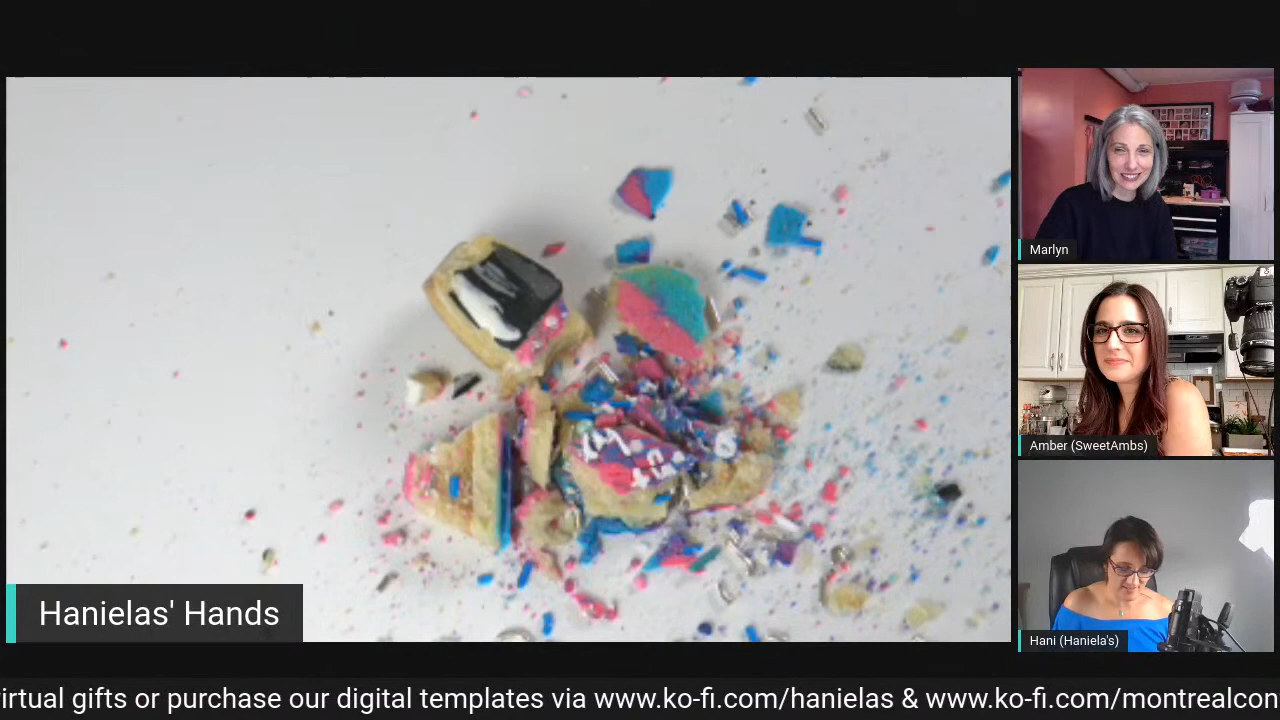 Marlyn
Amber (SweetAmbs)
Hanielas' Hands
Hani (Haniela's)
irtual gifts or purchase our digital templates via www.ko-fi.com/hanielas & www.ko-fi.com/montrealcon